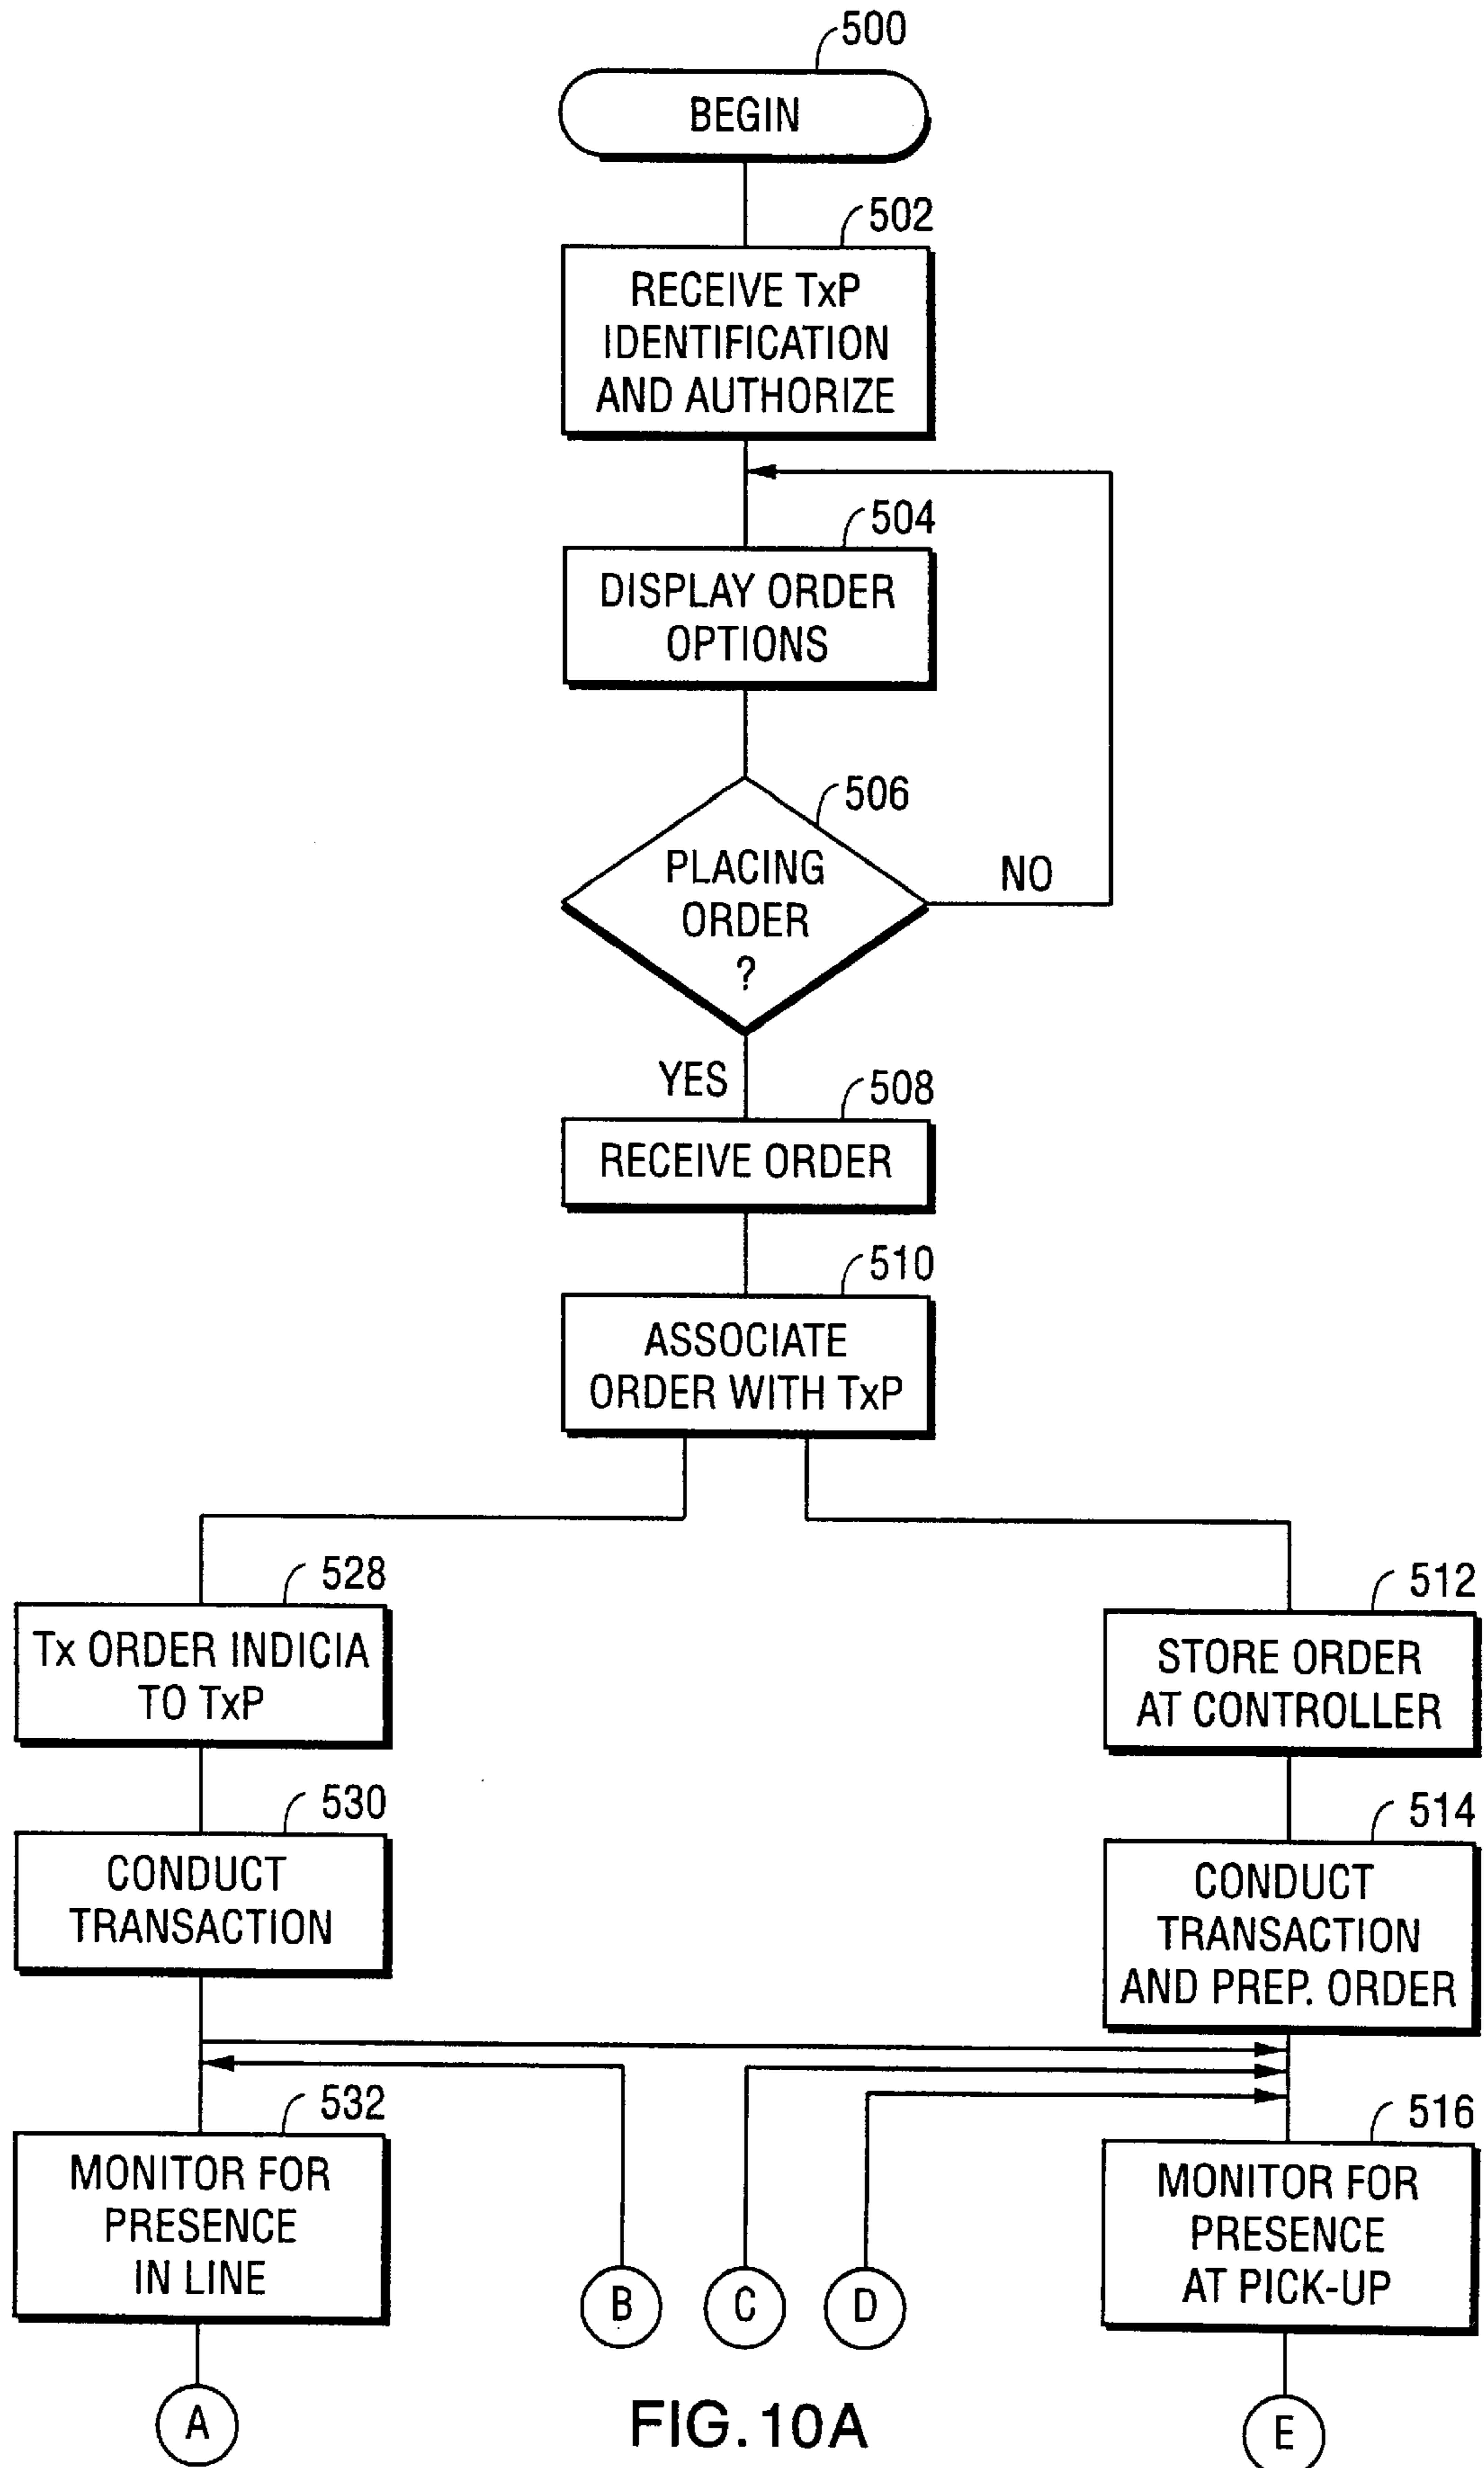 500
BEGIN
502
RECEIVE TxP
IDENTIFICATION
AND AUTHORIZE
504
DISPLAY ORDER
OPTIONS
506
PLACING
ORDER
?
NO
YES
508
RECEIVE ORDER
510
ASSOCIATE
ORDER WITH TxP
528
Tx ORDER INDICIA
TO TxP
530
CONDUCT
TRANSACTION
532
MONITOR FOR
PRESENCE
IN LINE
A
B
C
D
512
STORE ORDER
AT CONTROLLER
514
CONDUCT
TRANSACTION
AND PREP. ORDER
516
MONITOR FOR
PRESENCE
AT PICK-UP
E
FIG. 10A